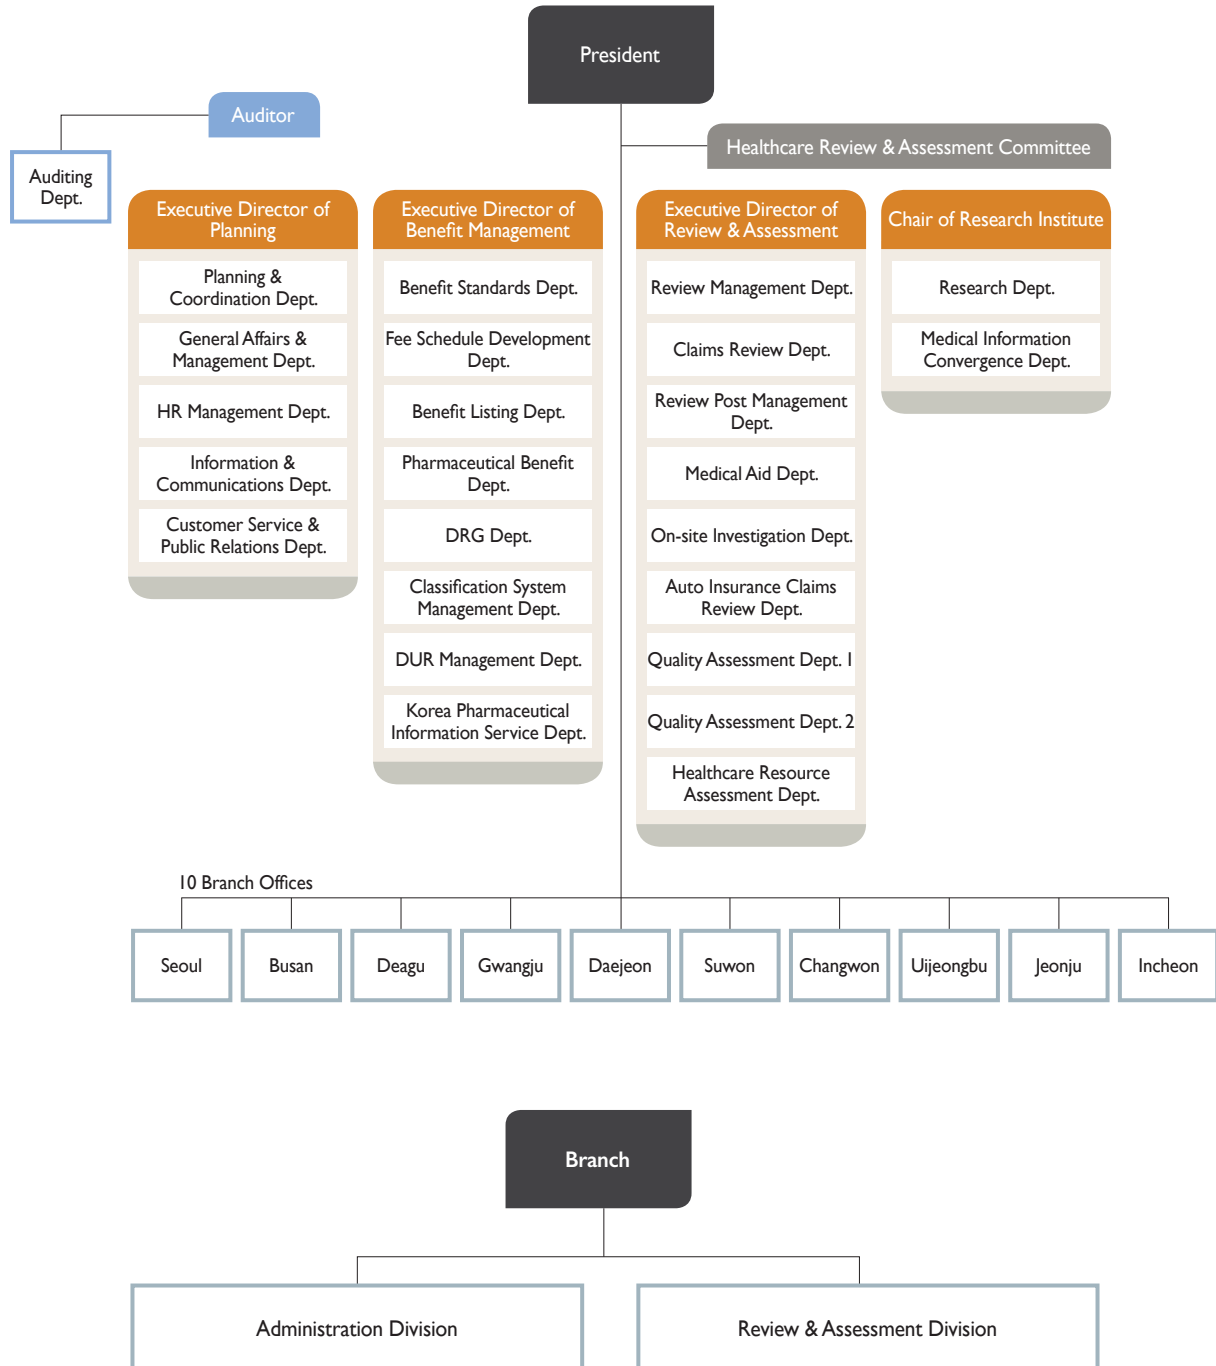 President
Auditor
Healthcare Review & Assessment Committee
Auditing
Dept.
Executive Director of
Planning
Planning &
Coordination Dept.
General Affairs &
Management Dept.
HR Management Dept.
Information &
Communications Dept.
Customer Service &
Public Relations Dept.
Executive Director of
Benefit Management
Benefit Standards Dept.
Fee Schedule Development
Dept.
Benefit Listing Dept.
Pharmaceutical Benefit
Dept.
DRG Dept.
Classification System
Management Dept.
DUR Management Dept.
Korea Pharmaceutical
Information Service Dept.
Executive Director of
Review & Assessment
Review Management Dept.
Claims Review Dept.
Review Post Management
Dept.
Medical Aid Dept.
On-site Investigation Dept.
Auto Insurance Claims
Review Dept.
Quality Assessment Dept. 1
Quality Assessment Dept. 2
Healthcare Resource
Assessment Dept.
Chair of Research Institute
Research Dept.
Medical Information
Convergence Dept.
10 Branch Offices
Seoul
Busan
Deagu
Gwangju
Daejeon
Suwon
Changwon
Uijeongbu
Jeonju
Incheon
Branch
Administration Division
Review & Assessment Division